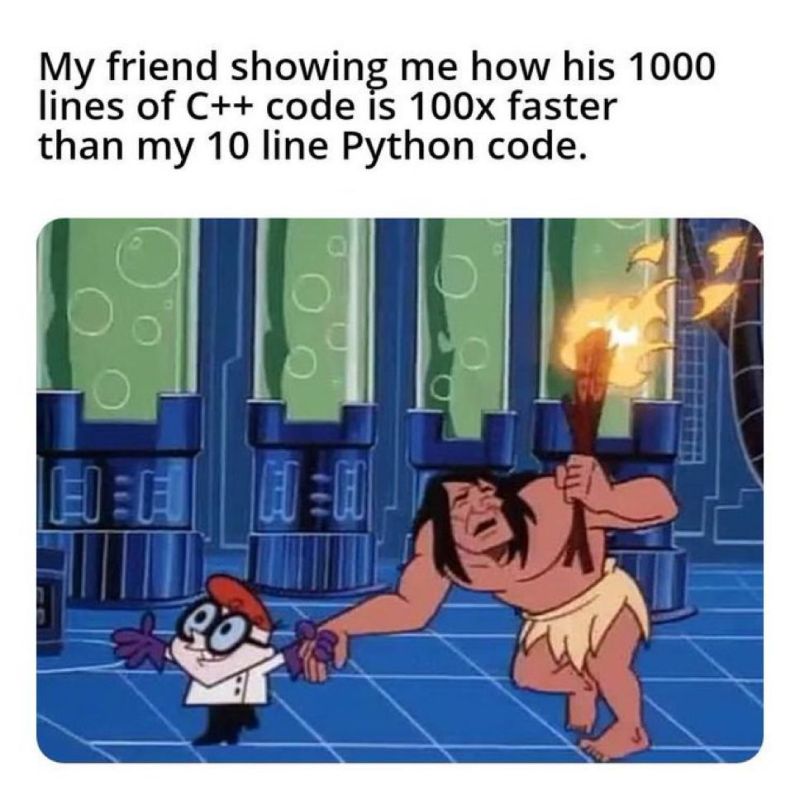 My friend showing me how his 1000
lines of C++ code is 100x faster
than my 10 line Python code.